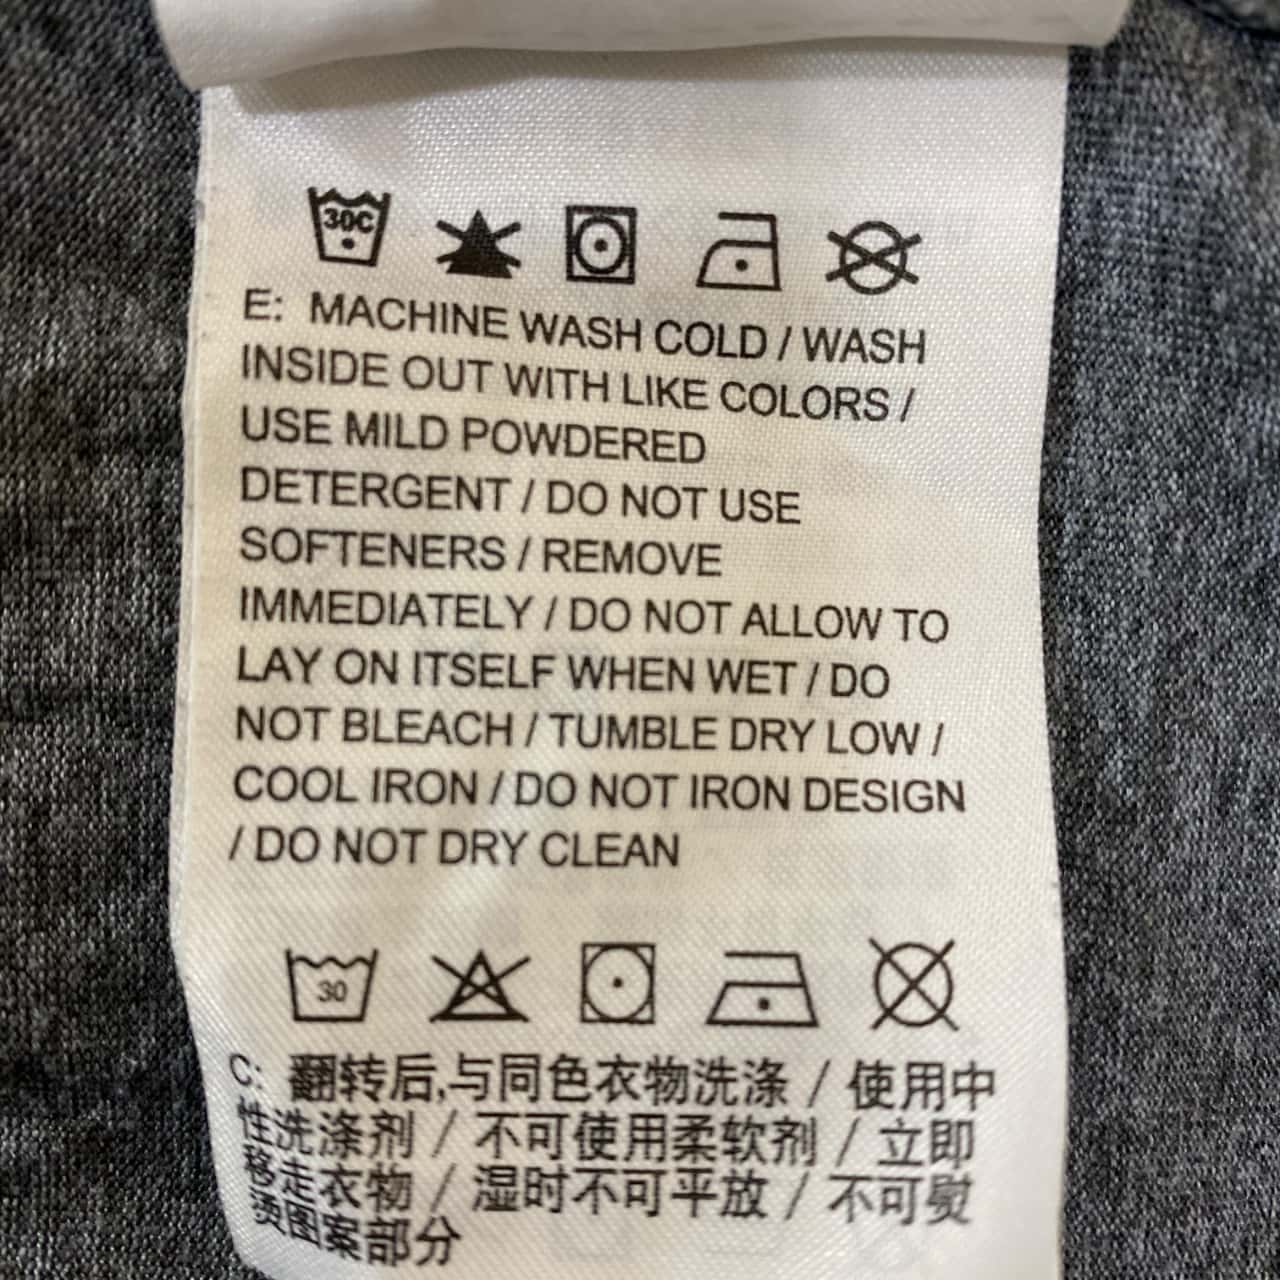 30C
E: MACHINE WASH COLD / WASH
INSIDE OUT WITH LIKE COLORS /
USE MILD POWDERED
DETERGENT / DO NOT USE
SOFTENERS / REMOVE
IMMEDIATELY / DO NOT ALLOW TO
LAY ON ITSELF WHEN WET / DO
NOT BLEACH / TUMBLE DRY LOW /
COOL IRON / DO NOT IRON DESIGN
/ DO NOT DRY CLEAN
30
C: 翻转后,与同色衣物洗涤 / 使用中
性洗涤剂 / 不可使用柔软剂 / 立即
移走衣物 / 湿时不可平放 / 不可熨
烫图案部分